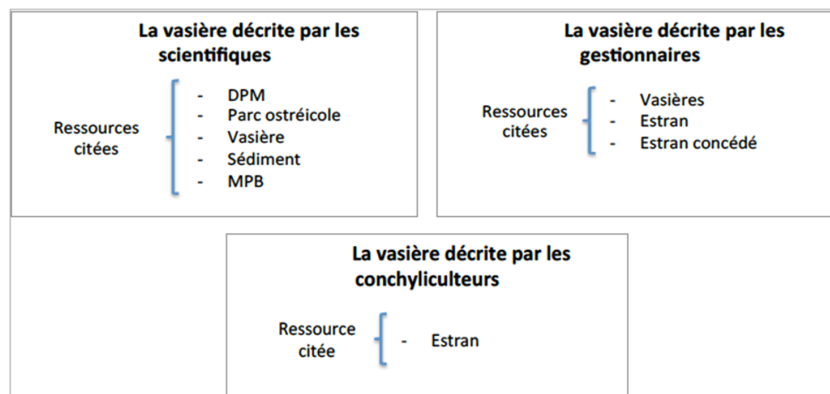 La vasière décrite par les
scientifiques
Ressources
citées
- DPM
- Parc ostréicole
- Vasière
- Sédiment
- MPB
La vasière décrite par les
gestionnaires
Ressources
citées
- Vasières
- Estran
- Estran concédé
La vasière décrite par les
conchyliculteurs
Ressource
citée
- Estran